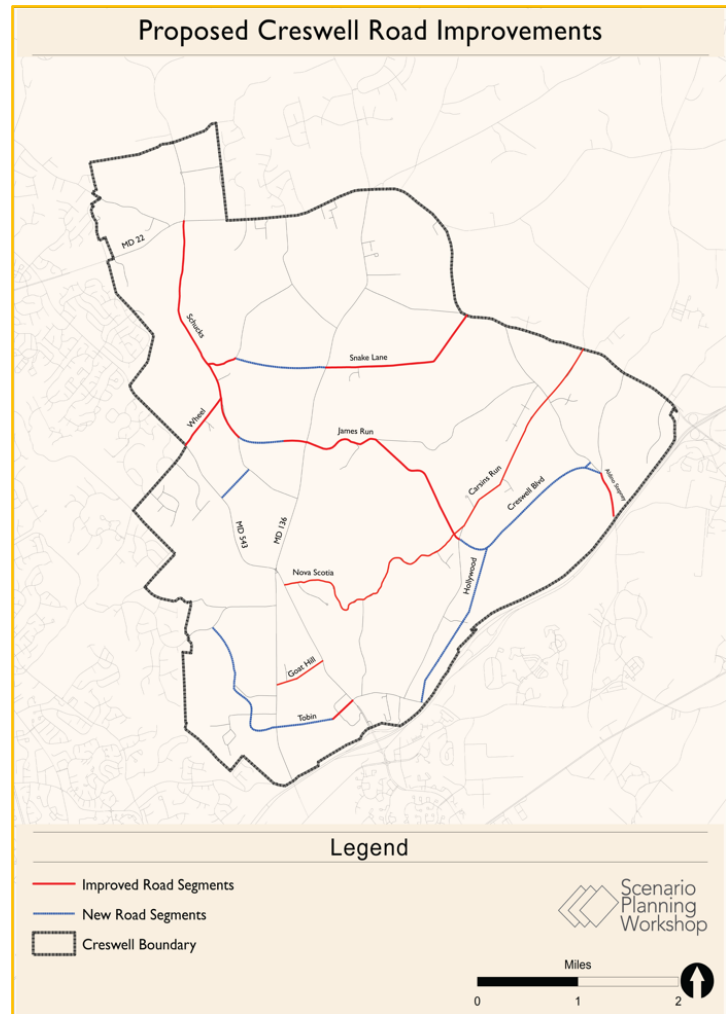 Proposed Creswell Road Improvements
MD 22
Schucks
Snake Lane
Wheel
James Run
Carsins Run
Creswell Blvd
Aldino Stepney
MD 543
MD 136
Nova Scotia
Hollywood
Goat Hill
Tobin
Legend
Improved Road Segments
New Road Segments
Creswell Boundary
Scenario
Planning
Workshop
Miles
0 1 2